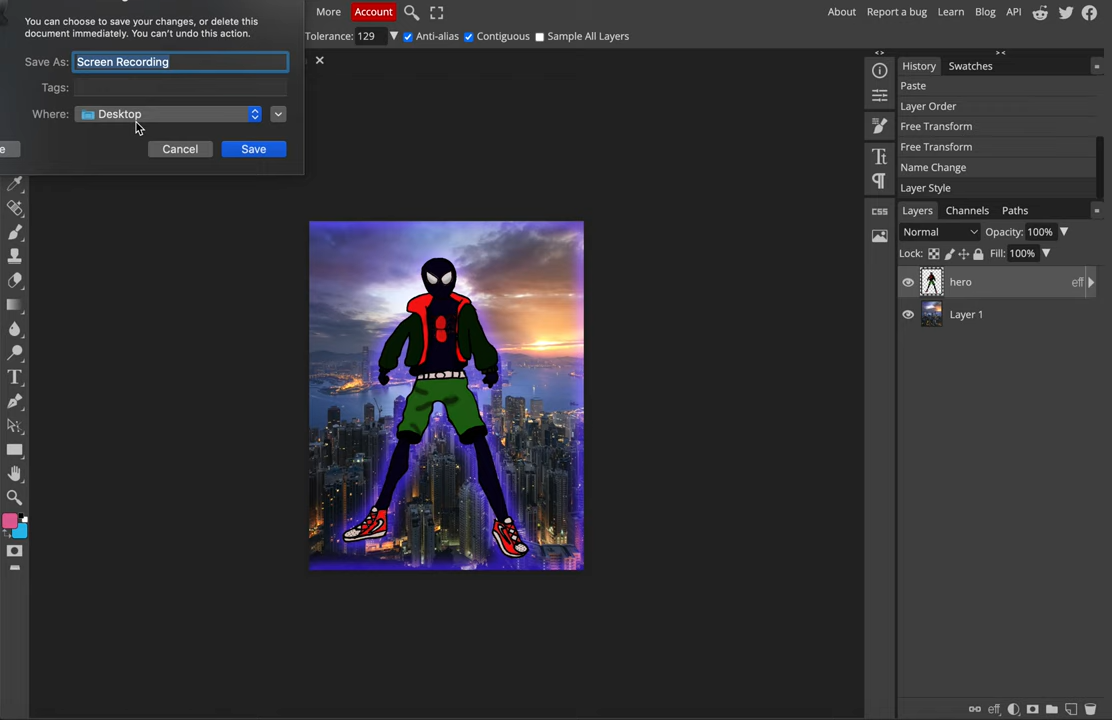 More Account About Report a bug Learn Blog API
You can choose to save your changes, or delete this
document immediately. You can't undo this action.
Tolerance: 129 Anti-alias Contiguous Sample All Layers
Save As: Screen Recording
Tags:
Where: Desktop
Cancel Save
History Swatches
Paste
Layer Order
Free Transform
Free Transform
Name Change
Layer Style
CSS
Layers Channels Paths
Normal Opacity: 100%
Lock: Fill: 100%
hero eff
Layer 1
eff